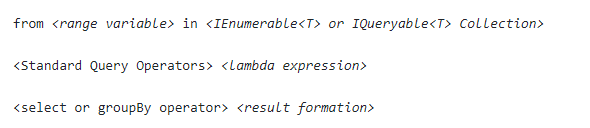 from <range variable> in <IEnumerable<T> or IQueryable<T> Collection>
<Standard Query Operators> <lambda expression>
<select or groupBy operator> <result formation>